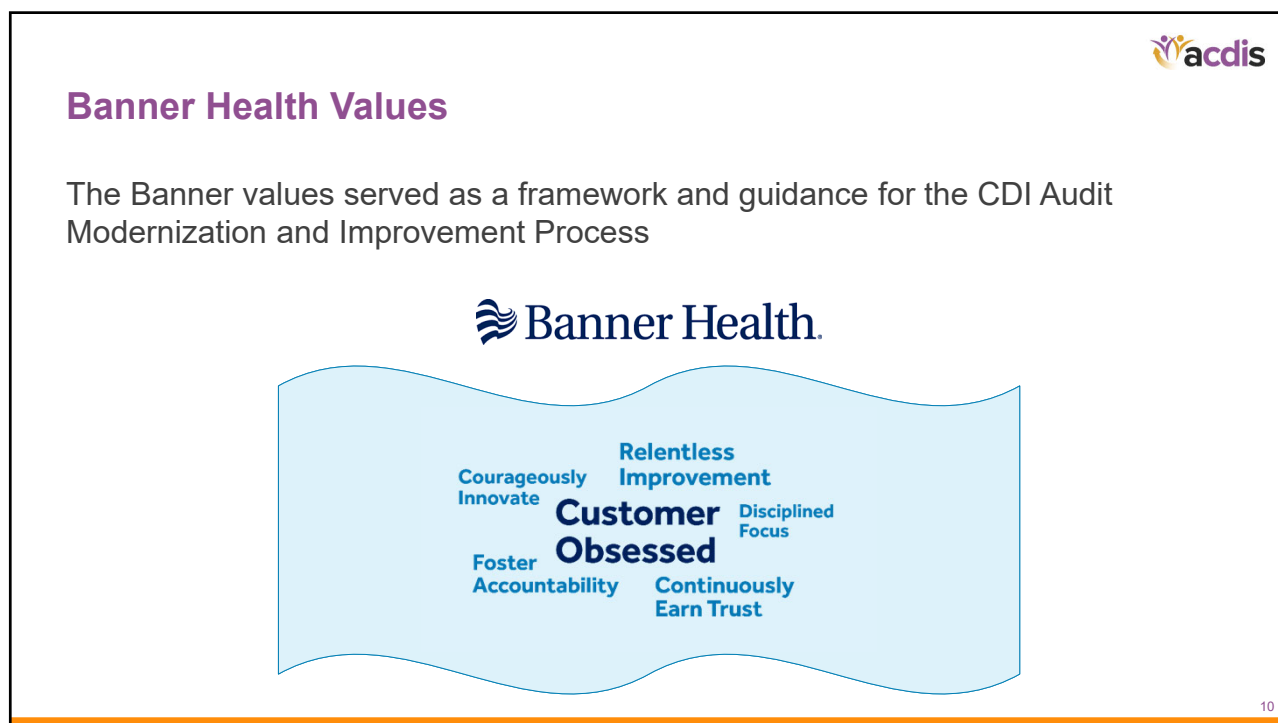 acdis
Banner Health Values
The Banner values served as a framework and guidance for the CDI Audit
Modernization and Improvement Process
Banner Health®
Relentless
Improvement
Courageously
Innovate
Customer
Obsessed
Disciplined
Focus
Foster
Accountability
Continuously
Earn Trust
10